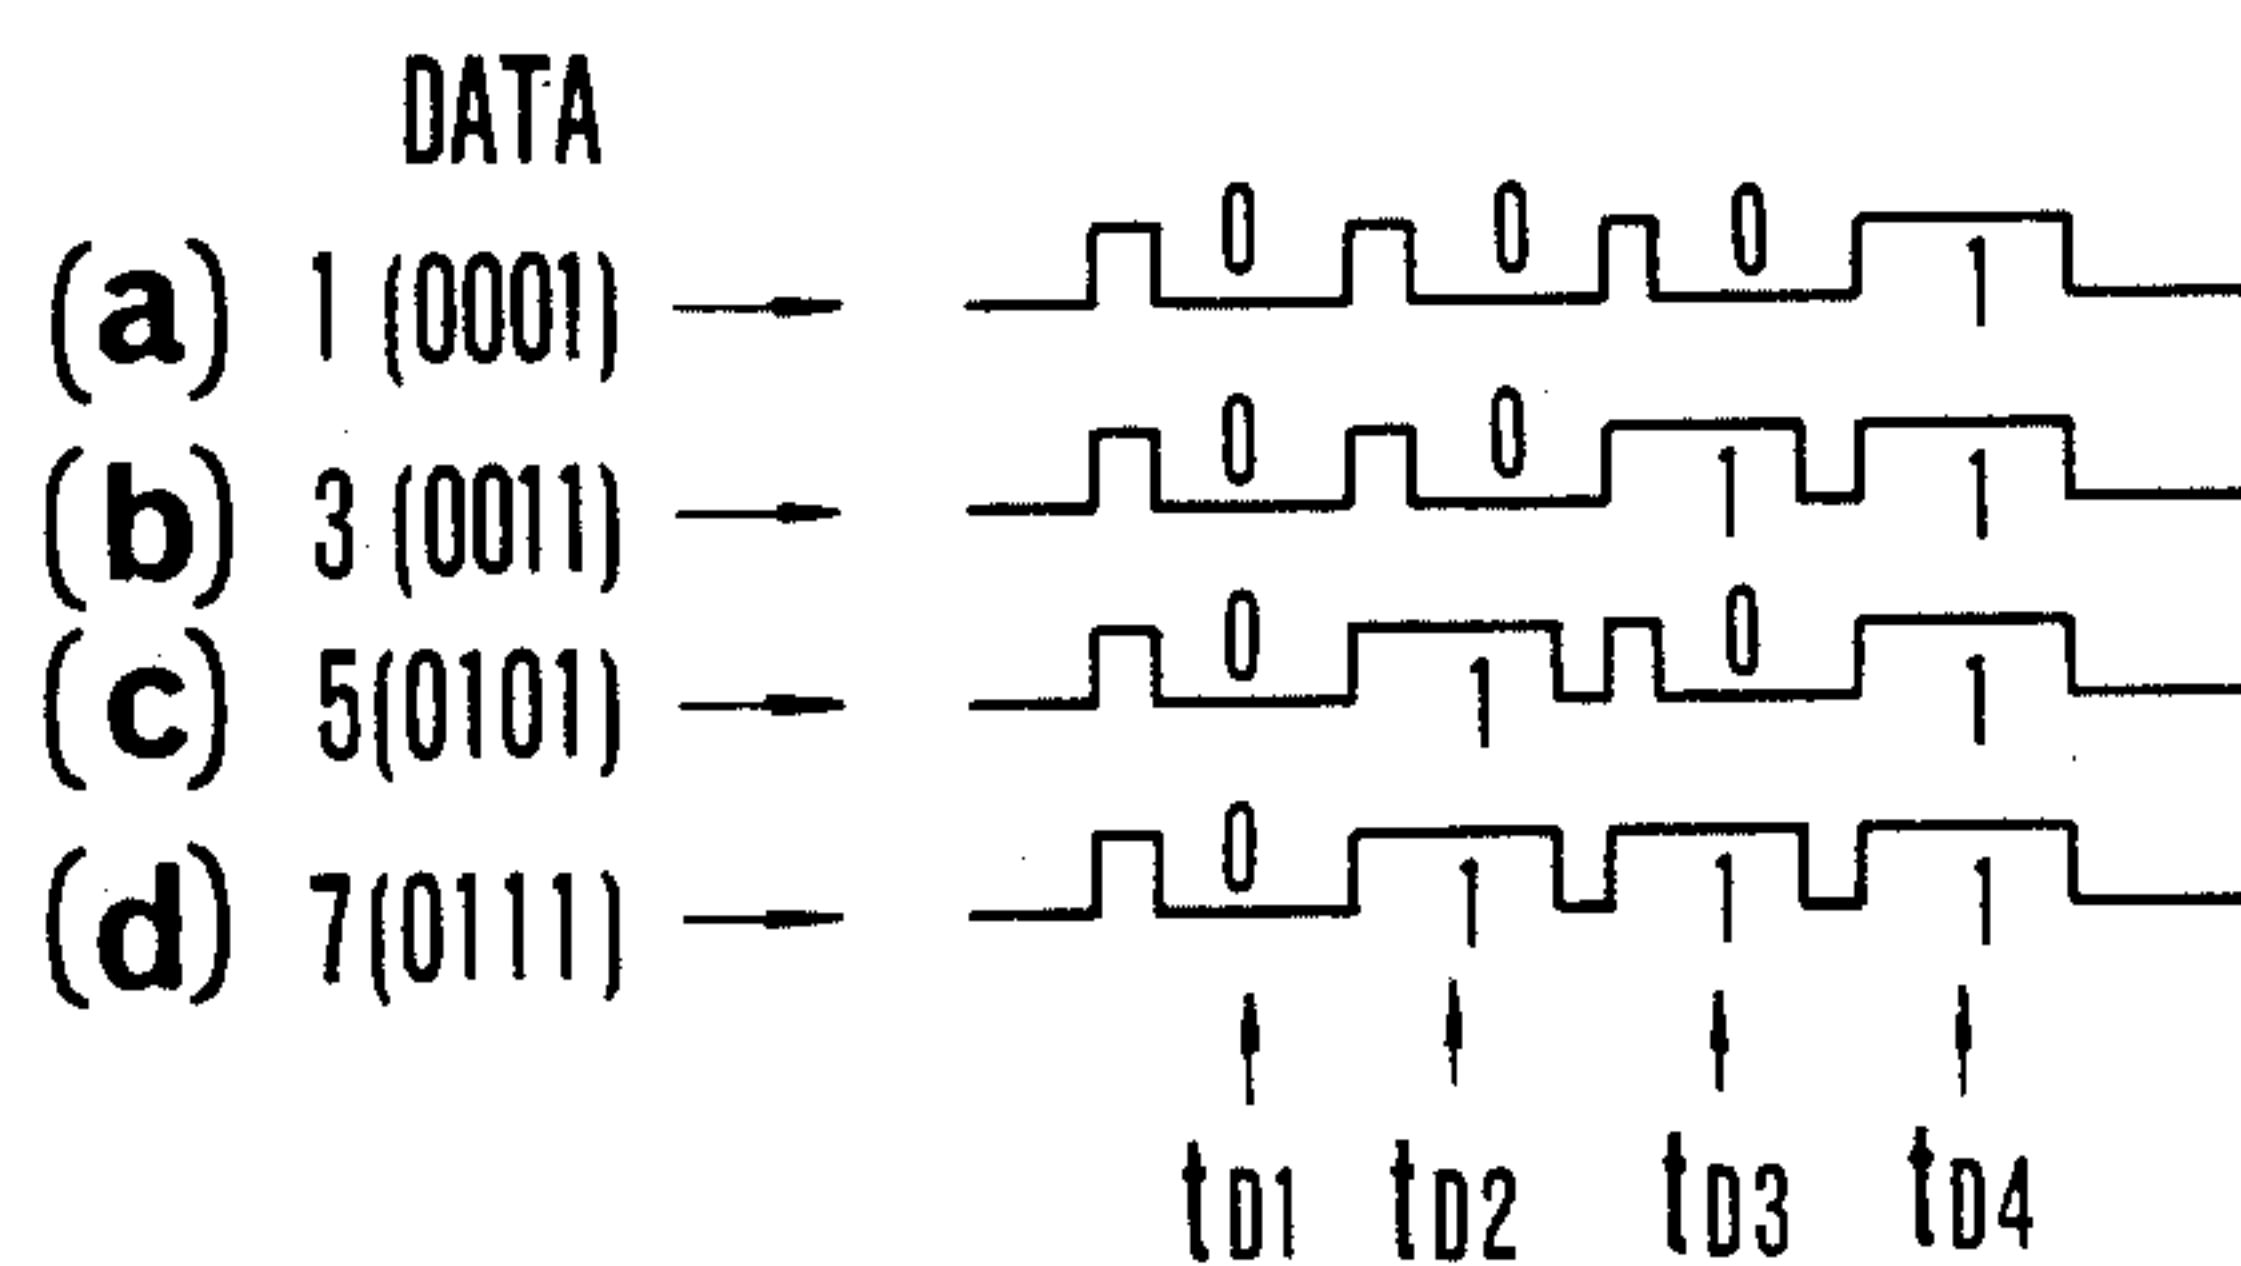 DATA
0 0 0
(a) 1 (0001) 1
0 0
(b) 3 (0011) 1 1
0 0
(c) 5(0101) 1 1
0
(d) 7(0111) 1 1 1
tD1 tD2 tD3 tD4